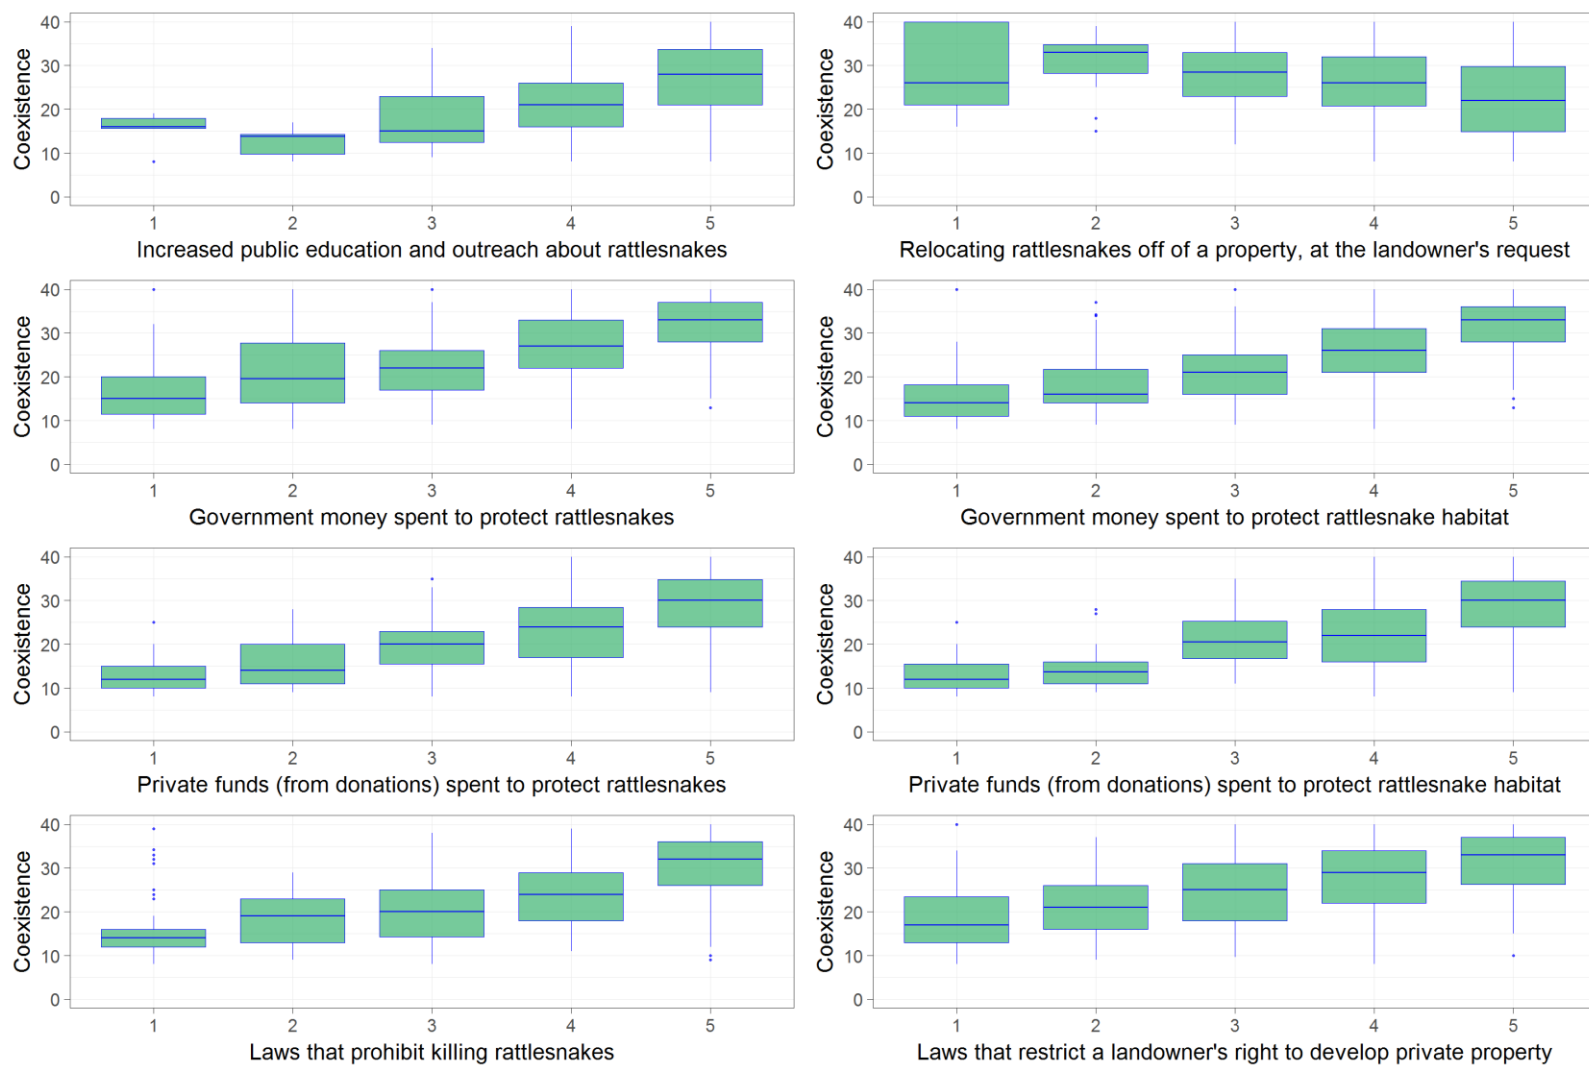 40
30
20
10
0
Coexistence
1 2 3 4 5
Increased public education and outreach about rattlesnakes
40
30
20
10
0
Coexistence
1 2 3 4 5
Relocating rattlesnakes off of a property, at the landowner's request
40
30
20
10
0
Coexistence
1 2 3 4 5
Government money spent to protect rattlesnakes
40
30
20
10
0
Coexistence
1 2 3 4 5
Government money spent to protect rattlesnake habitat
40
30
20
10
0
Coexistence
1 2 3 4 5
Private funds (from donations) spent to protect rattlesnakes
40
30
20
10
0
Coexistence
1 2 3 4 5
Private funds (from donations) spent to protect rattlesnake habitat
40
30
20
10
0
Coexistence
1 2 3 4 5
Laws that prohibit killing rattlesnakes
40
30
20
10
0
Coexistence
1 2 3 4 5
Laws that restrict a landowner's right to develop private property